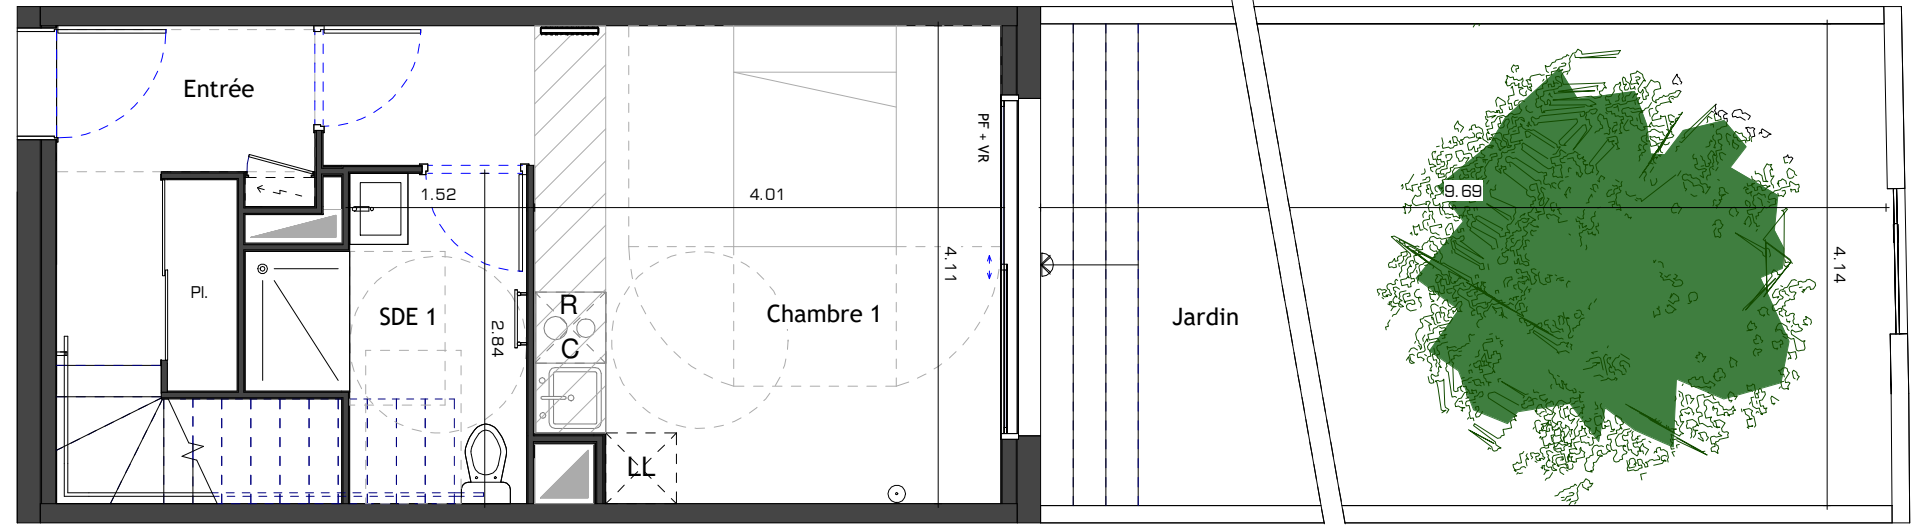 Entrée
PF + VR
1.52
4.01
9.69
4.11
4.14
Pl.
R
SDE 1
Chambre 1
Jardin
2.84
C
LL